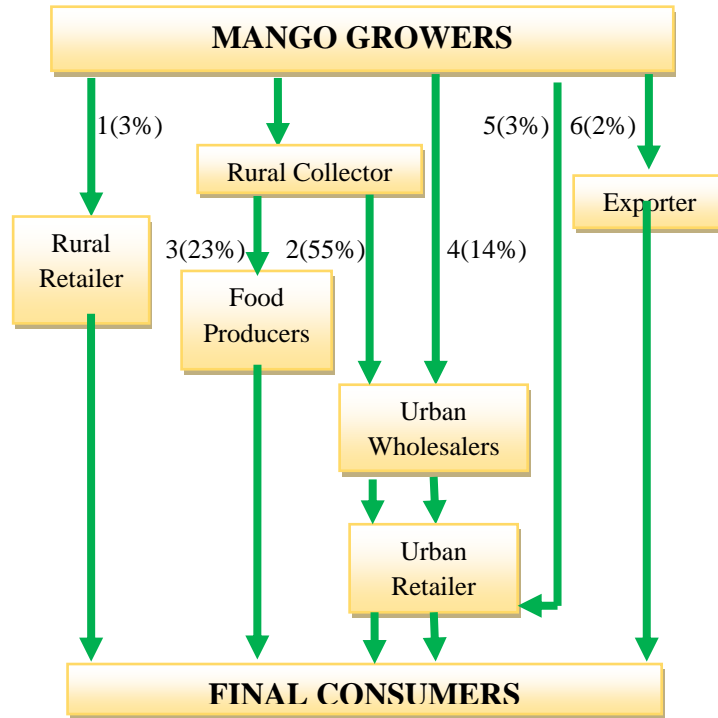 MANGO GROWERS
1(3%)
5(3%)
6(2%)
Rural Collector
Exporter
Rural
Retailer
3(23%)
2(55%)
4(14%)
Food
Producers
Urban
Wholesalers
Urban
Retailer
FINAL CONSUMERS